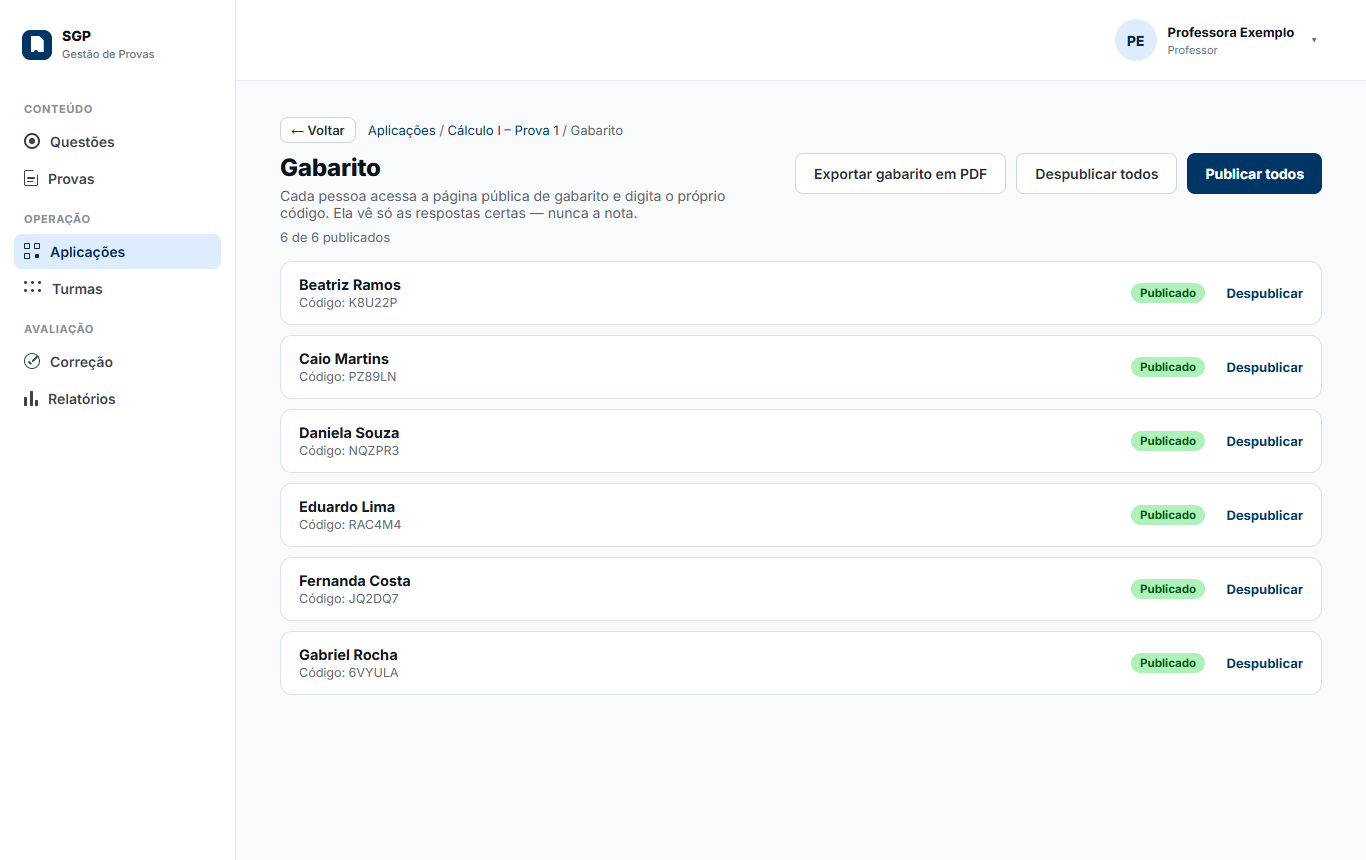 SGP
Gestão de Provas
CONTEÚDO
Questões
Provas
OPERAÇÃO
Aplicações
Turmas
AVALIAÇÃO
Correção
Relatórios
PE
Professora Exemplo
Professor
← Voltar
Aplicações / Cálculo I – Prova 1 / Gabarito
Gabarito
Cada pessoa acessa a página pública de gabarito e digita o próprio
código. Ela vê só as respostas certas — nunca a nota.
6 de 6 publicados
Exportar gabarito em PDF
Despublicar todos
Publicar todos
Beatriz Ramos
Código: K8U22P
Publicado
Despublicar
Caio Martins
Código: PZ89LN
Publicado
Despublicar
Daniela Souza
Código: NQZPR3
Publicado
Despublicar
Eduardo Lima
Código: RAC4M4
Publicado
Despublicar
Fernanda Costa
Código: JQ2DQ7
Publicado
Despublicar
Gabriel Rocha
Código: 6VYULA
Publicado
Despublicar